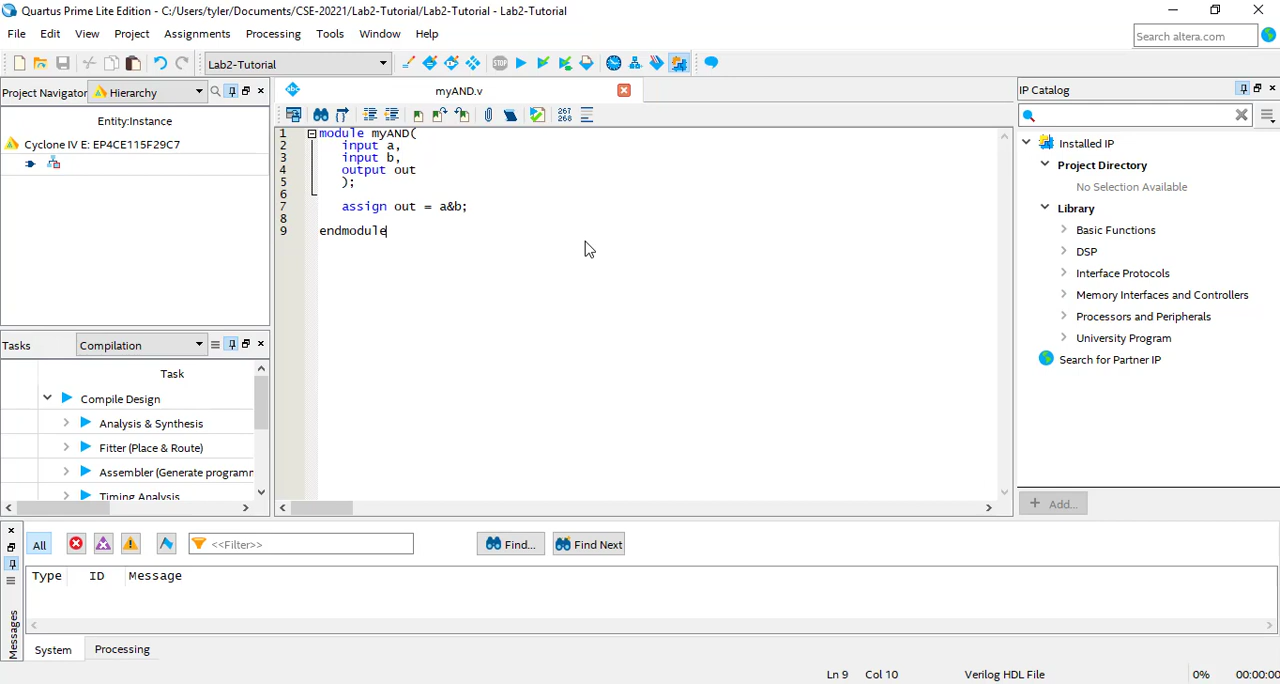 Quartus Prime Lite Edition - C:/Users/tyler/Documents/CSE-20221/Lab2-Tutorial/Lab2-Tutorial - Lab2-Tutorial
File Edit View Project Assignments Processing Tools Window Help
Search altera.com
Lab2-Tutorial
Project Navigator Hierarchy
Entity:Instance
Cyclone IV E: EP4CE115F29C7
Tasks Compilation
Task
Compile Design
Analysis & Synthesis
Fitter (Place & Route)
Assembler (Generate programm
Timing Analysis
abc myAND.v
267
268
1 module myAND(
2 input a,
3 input b,
4 output out
5 );
6
7 assign out = a&b;
8
9 endmodule
IP Catalog
Installed IP
Project Directory
No Selection Available
Library
Basic Functions
DSP
Interface Protocols
Memory Interfaces and Controllers
Processors and Peripherals
University Program
Search for Partner IP
+ Add...
All <<Filter>> Find... Find Next
Type ID Message
Messages
System Processing
Ln 9 Col 10 Verilog HDL File 0% 00:00:00